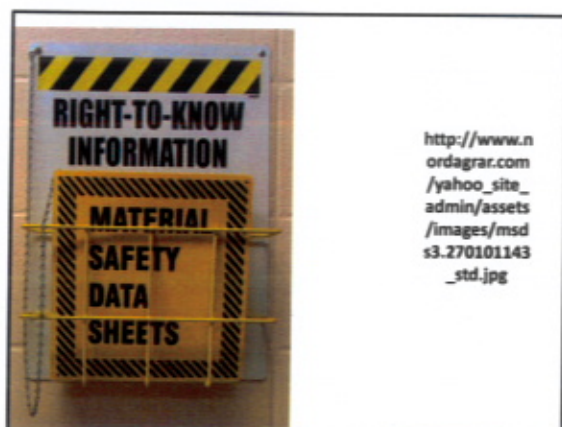 RIGHT-TO-KNOW
INFORMATION
MATERIAL
SAFETY
DATA
SHEETS
http://www.n
ordagrar.com
/yahoo_site_
admin/assets
/images/msd
s3.270101143
_std.jpg